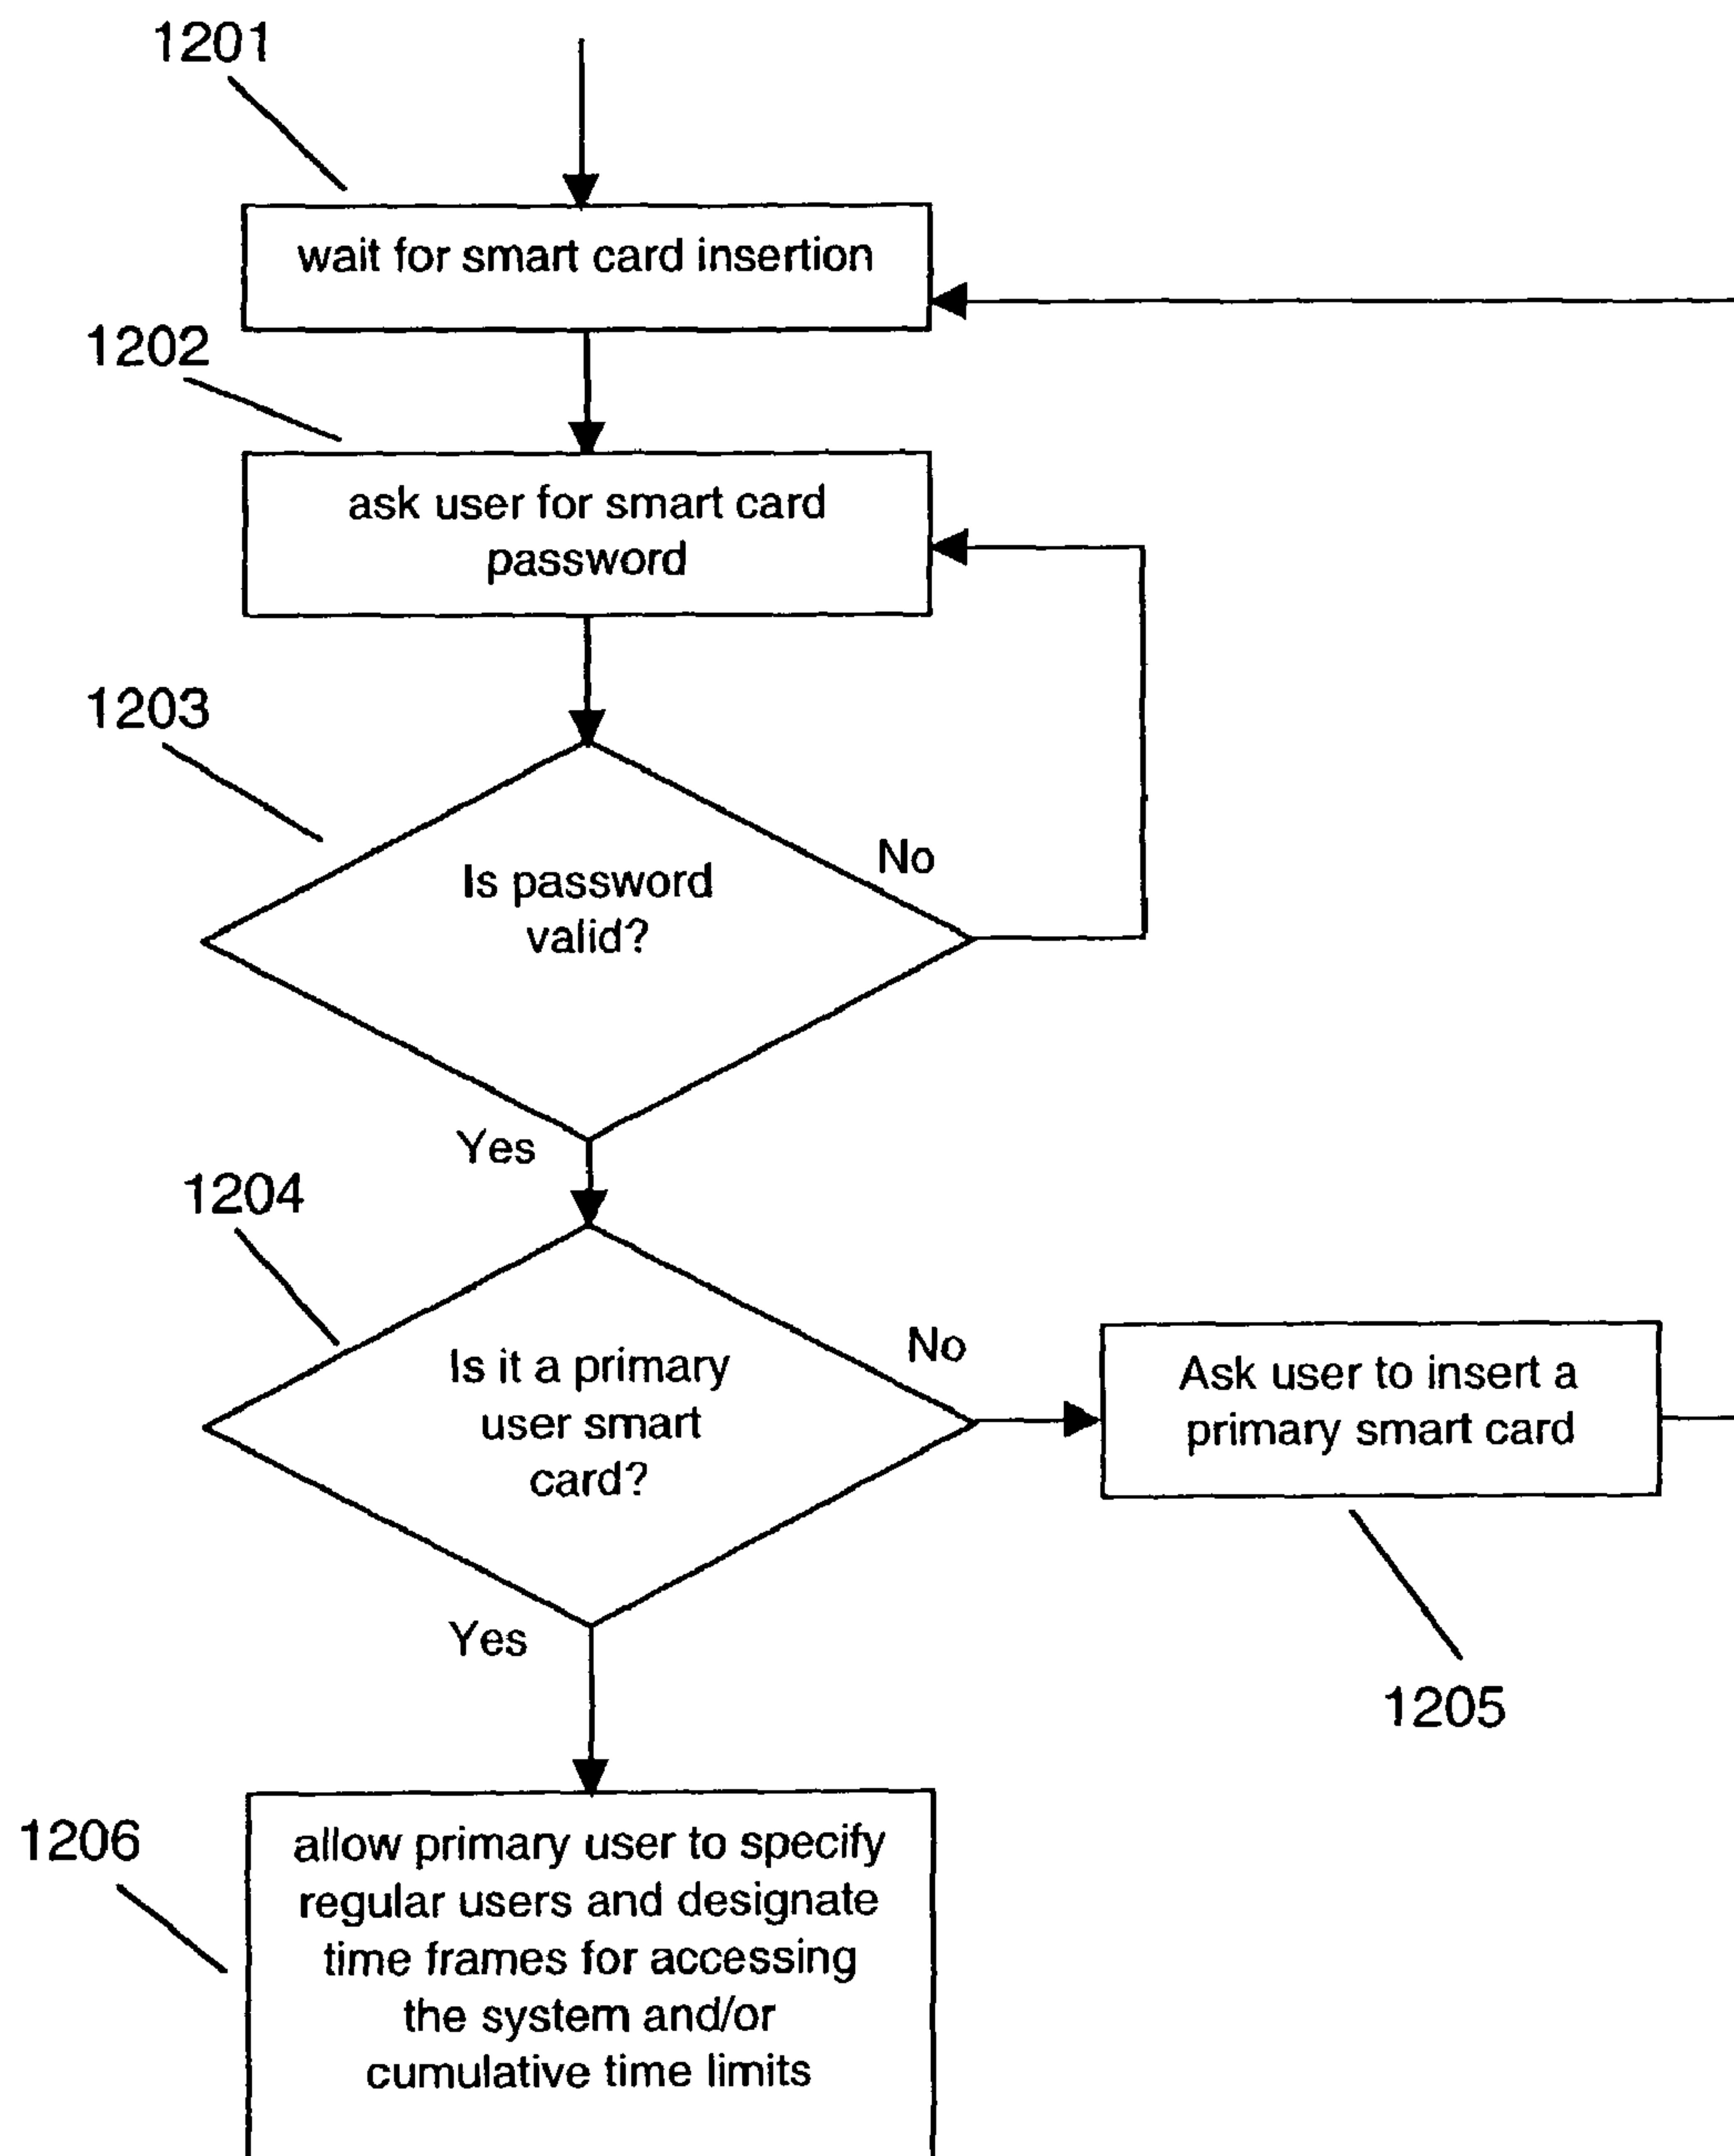 1201
wait for smart card insertion
1202
ask user for smart card
password
1203
Is password
valid?
No
Yes
1204
Is it a primary
user smart
card?
No
Ask user to insert a
primary smart card
1205
Yes
1206
allow primary user to specify
regular users and designate
time frames for accessing
the system and/or
cumulative time limits